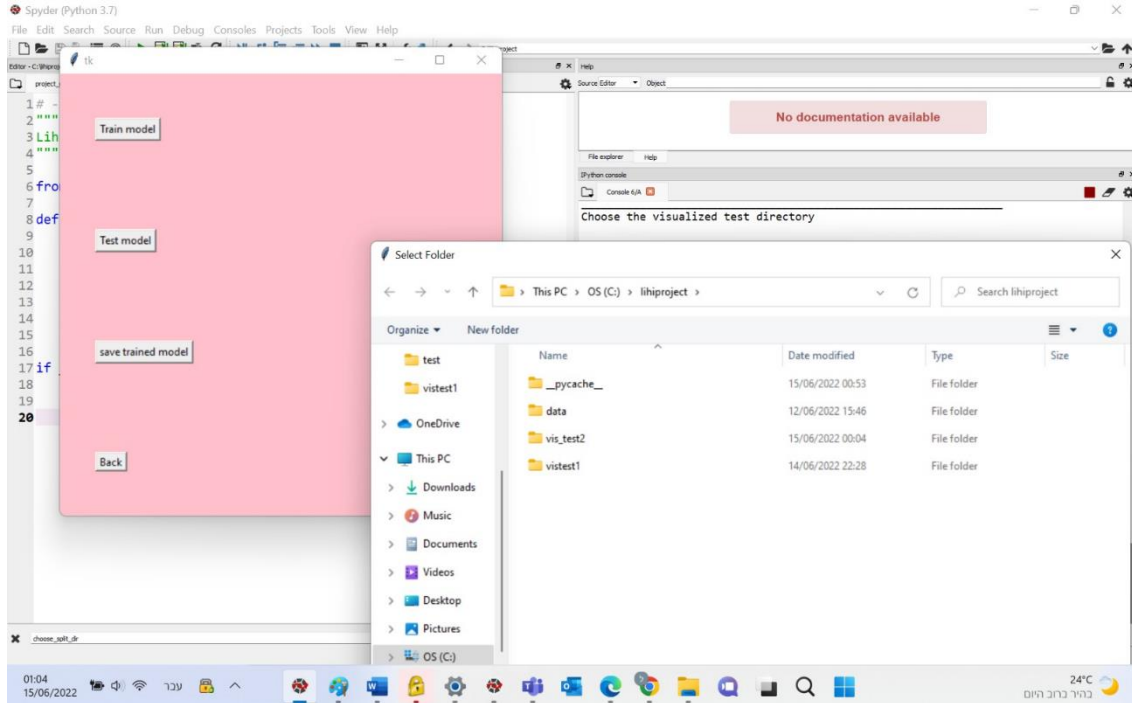 Spyder (Python 3.7)
File Edit Search Source Run Debug Consoles Projects Tools View Help
project
Editor - C:\lihiproj
project_
1 # -
2 """
3 Lih
4 """
5
6 fro
7
8 def
9
10
11
12
13
14
15
16
17 if
18
19
20
choose_split_dir
tk
Train model
Test model
save trained model
Back
Help
Source Editor Object
No documentation available
File explorer Help
IPython console
Console 6/A
Choose the visualized test directory
Select Folder
This PC > OS (C:) > lihiproject >
Search lihiproject
Organize New folder
test
vistest1
OneDrive
This PC
Downloads
Music
Documents
Videos
Desktop
Pictures
OS (C:)
Name Date modified Type Size
__pycache__ 15/06/2022 00:53 File folder
data 12/06/2022 15:46 File folder
vis_test2 15/06/2022 00:04 File folder
vistest1 14/06/2022 22:28 File folder
01:04
15/06/2022
עבר
24°C
בהיר ברוב היום